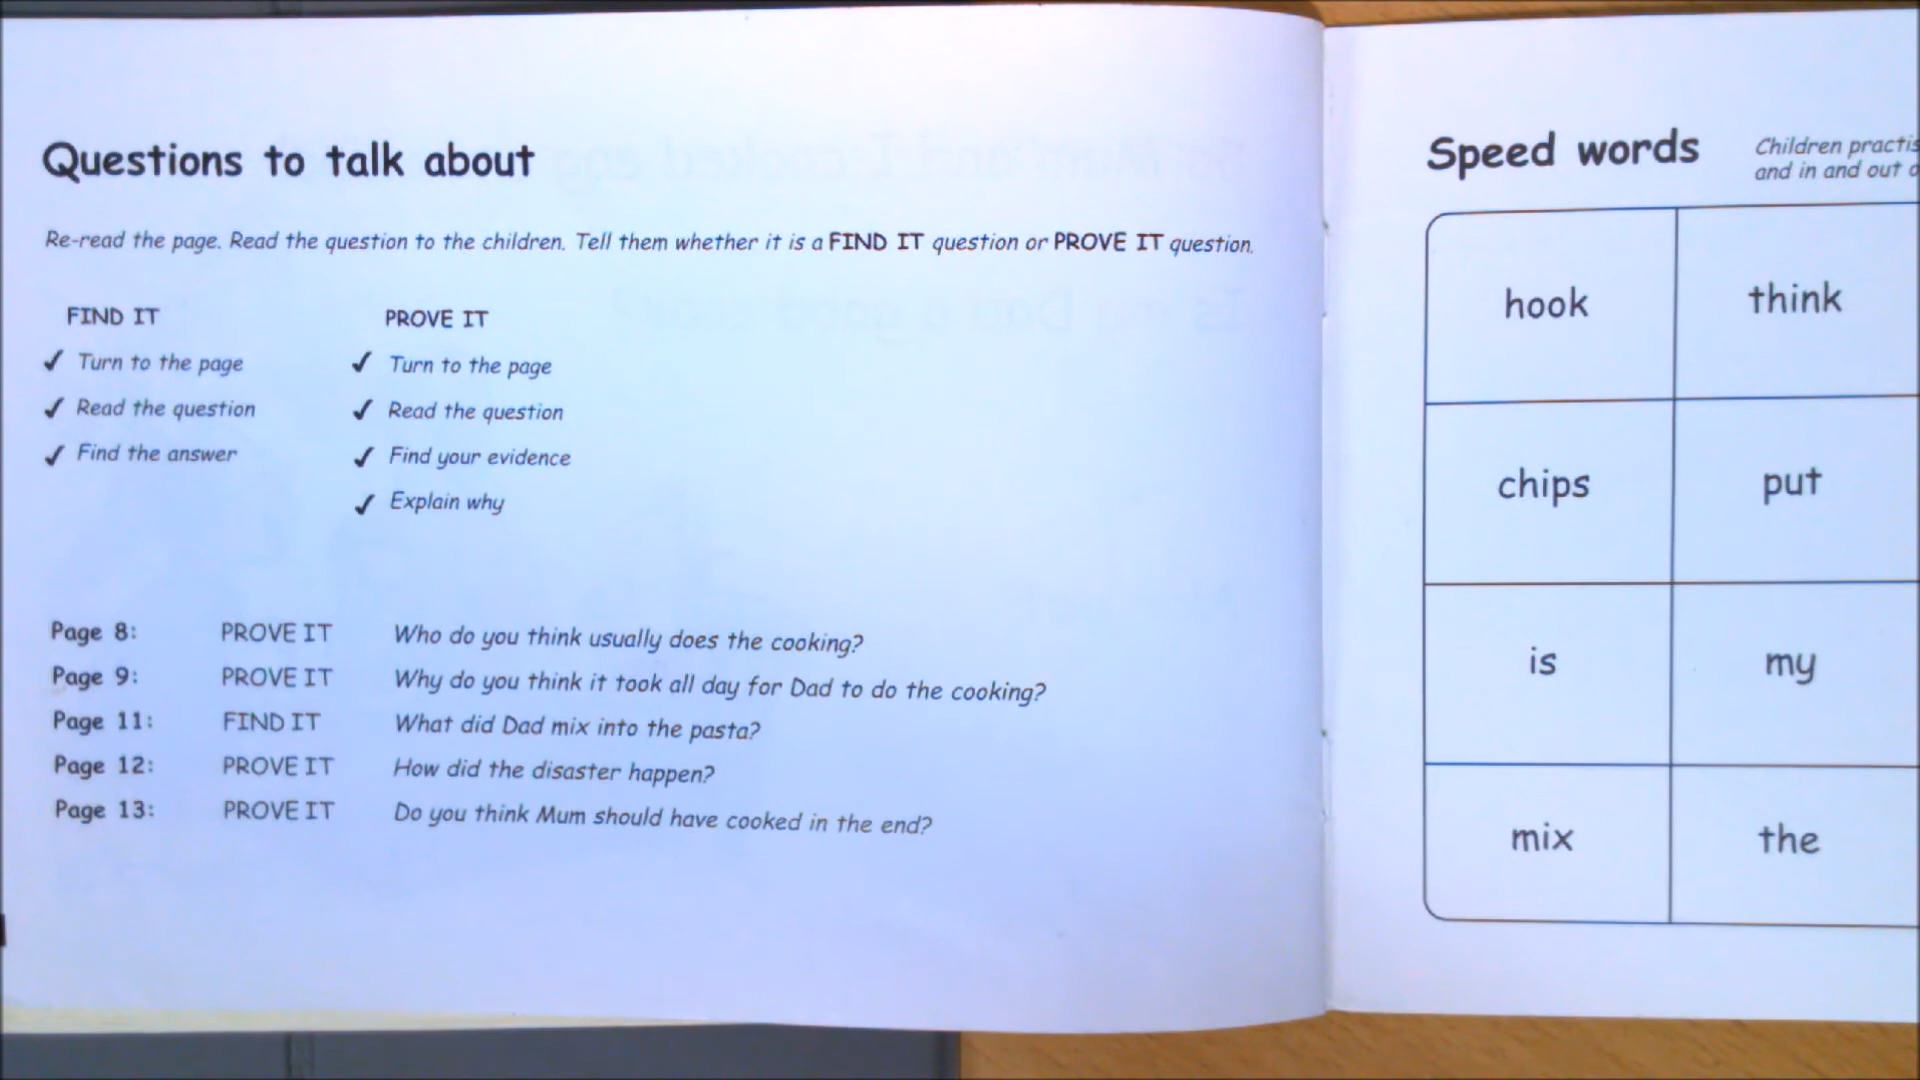 Questions to talk about
Re-read the page. Read the question to the children. Tell them whether it is a FIND IT question or PROVE IT question.
FIND IT
✓ Turn to the page
✓ Read the question
✓ Find the answer
PROVE IT
✓ Turn to the page
✓ Read the question
✓ Find your evidence
✓ Explain why
Page 8: PROVE IT Who do you think usually does the cooking?
Page 9: PROVE IT Why do you think it took all day for Dad to do the cooking?
Page 11: FIND IT What did Dad mix into the pasta?
Page 12: PROVE IT How did the disaster happen?
Page 13: PROVE IT Do you think Mum should have cooked in the end?
Speed words
Children
and in and out
hook think
chips put
is my
mix the